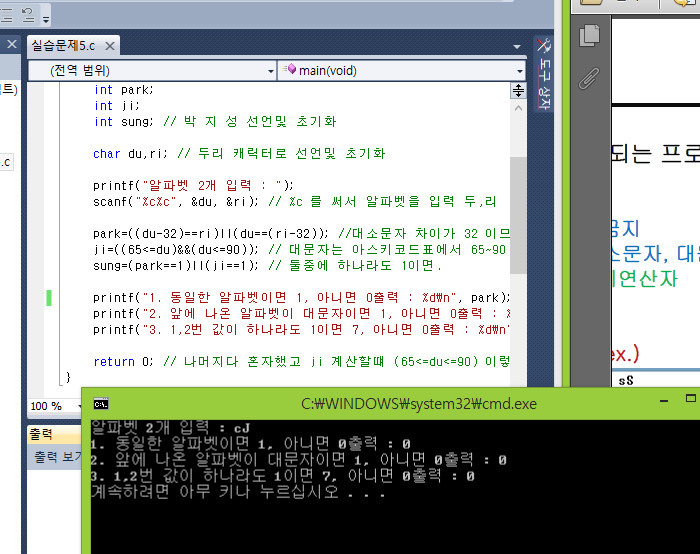 실습문제5.c
(전역 범위)
main(void)
도구 상자
int park;
int ji;
int sung; // 박 지 성 선언및 초기화
char du,ri; // 두리 캐릭터로 선언및 초기화
printf("알파벳 2개 입력 : ");
scanf("%c%c", &du, &ri); // %c 를 써서 알파벳을 입력 두,리
park=((du-32)==ri)||(du==(ri-32)); //대소문자 차이가 32 이므
ji=((65<=du)&&(du<=90)); // 대문자는 아스키코드표에서 65~90
sung=(park==1)||(ji==1); // 둘중에 하나라도 1이면.
printf("1. 동일한 알파벳이면 1, 아니면 0출력 : %d₩n", park);
printf("2. 앞에 나온 알파벳이 대문자이면 1, 아니면 0출력 : %
printf("3. 1,2번 값이 하나라도 1이면 7, 아니면 0출력 : %d₩n"
return 0; // 나머지다 혼자했고 ji 계산할떄 (65<=du<=90) 이렇
}
100 %
출력
출력 보기
트)
.c
되는 프로
금지
소문자, 대
연산자
ex.)
sS
C:₩WINDOWS₩system32₩cmd.exe
알파벳 2개 입력 : cJ
1. 동일한 알파벳이면 1, 아니면 0출력 : 0
2. 앞에 나온 알파벳이 대문자이면 1, 아니면 0출력 : 0
3. 1,2번 값이 하나라도 1이면 7, 아니면 0출력 : 0
계속하려면 아무 키나 누르십시오 . . .